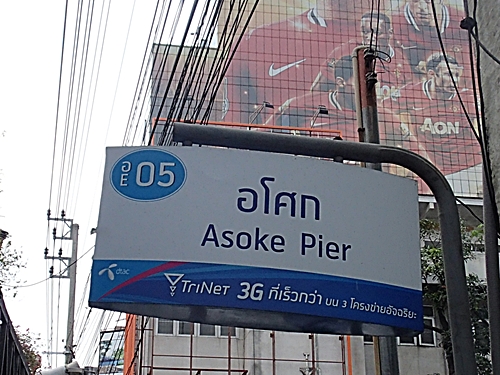 AON
อ
E 05
อโศก
Asoke Pier
dtac
TriNet 3G ที่เร็วกว่า บน 3 โครงข่ายอัจฉริยะ